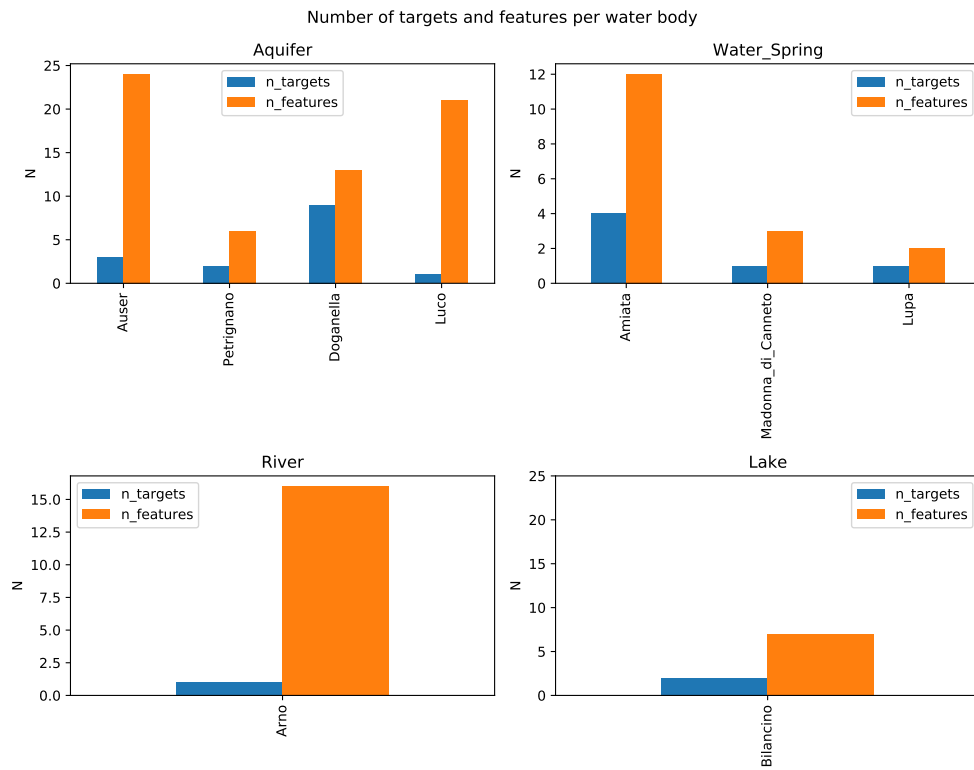 Number of targets and features per water body
Aquifer
n_targets
n_features
N
25
20
15
10
5
0
Auser
Petrignano
Doganella
Luco
Water_Spring
n_targets
n_features
N
12
10
8
6
4
2
0
Amiata
Madonna_di_Canneto
Lupa
River
n_targets
n_features
N
15.0
12.5
10.0
7.5
5.0
2.5
0.0
Arno
Lake
n_targets
n_features
N
25
20
15
10
5
0
Bilancino